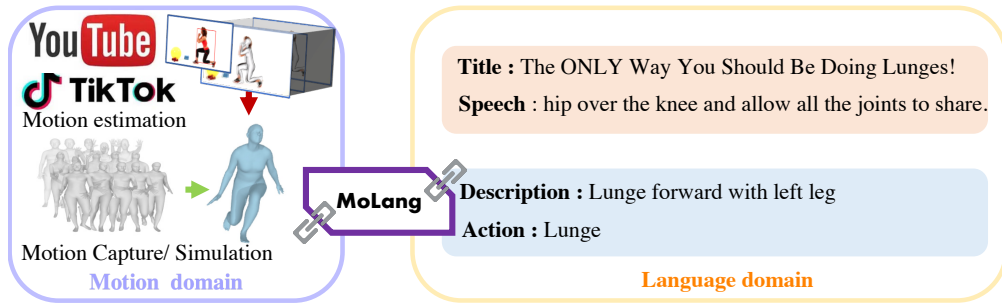 YouTube
TikTok
Motion estimation
Motion Capture/ Simulation
Motion domain
MoLang
Title : The ONLY Way You Should Be Doing Lunges!
Speech : hip over the knee and allow all the joints to share.
Description : Lunge forward with left leg
Action : Lunge
Language domain